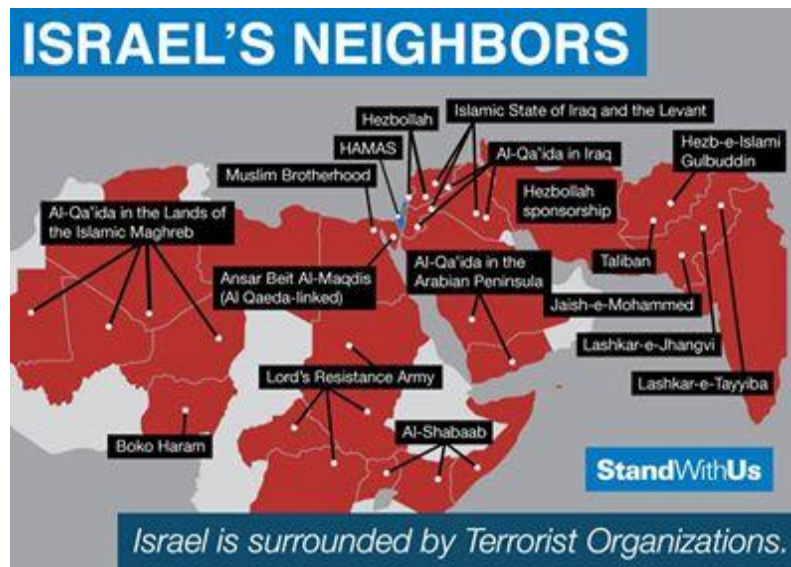 ISRAEL'S NEIGHBORS
Islamic State of Iraq and the Levant
Hezbollah
Hezb-e-Islami
Gulbuddin
HAMAS
Al-Qa'ida in Iraq
Muslim Brotherhood
Hezbollah
sponsorship
Al-Qa'ida in the Lands of
the Islamic Maghreb
Al-Qa'ida in the
Arabian Peninsula
Taliban
Ansar Beit Al-Maqdis
(Al Qaeda-linked)
Jaish-e-Mohammed
Lashkar-e-Jhangvi
Lord's Resistance Army
Lashkar-e-Tayyiba
Al-Shabaab
Boko Haram
StandWithUs
Israel is surrounded by Terrorist Organizations.